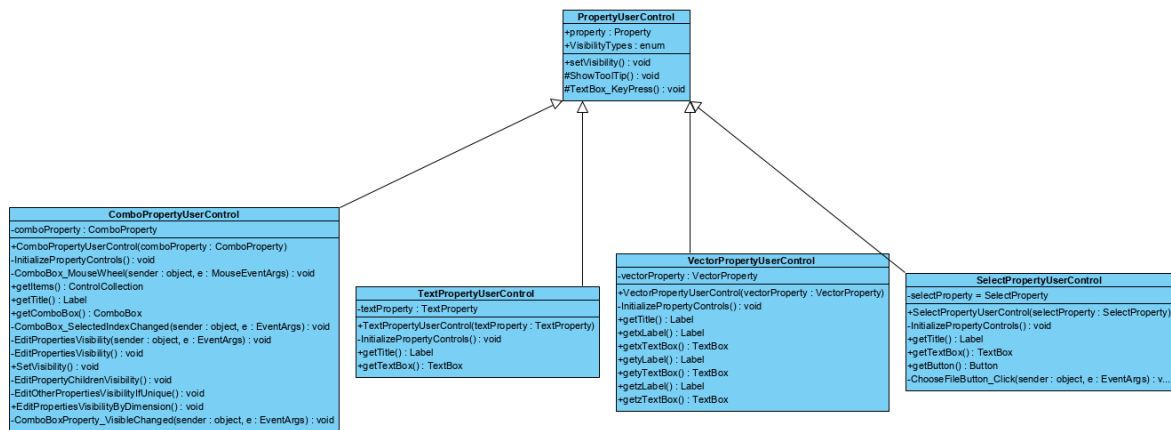 PropertyUserControl
+property : Property
+VisibilityTypes : enum
+setVisibility() : void
#ShowToolTip() : void
#TextBox_KeyPress() : void
ComboPropertyUserControl
-comboProperty : ComboProperty
+ComboPropertyUserControl(comboProperty : ComboProperty)
-InitializePropertyControls() : void
-ComboBox_MouseWheel(sender : object, e : MouseEventArgs) : void
+getItems() : ControlCollection
+getTitle() : Label
+getComboBox() : ComboBox
-ComboBox_SelectedIndexChanged(sender : object, e : EventArgs) : void
-EditPropertiesVisibility(sender : object, e : EventArgs) : void
-EditPropertiesVisibility() : void
+SetVisibility() : void
-EditPropertyChildrenVisibility() : void
-EditOtherPropertiesVisibilityIfUnique() : void
+EditPropertiesVisibilityByDimension() : void
-ComboBoxProperty_VisibleChanged(sender : object, e : EventArgs) : void
TextPropertyUserControl
-textProperty : TextProperty
+TextPropertyUserControl(textProperty : TextProperty)
-InitializePropertyControls() : void
+getTitle() : Label
+getTextBox() : TextBox
VectorPropertyUserControl
-vectorProperty : VectorProperty
+VectorPropertyUserControl(vectorProperty : VectorProperty)
-InitializePropertyControls() : void
+getTitle() : Label
+getxLabel() : Label
+getxTextBox() : TextBox
+getyLabel() : Label
+getyTextBox() : TextBox
+getzLabel() : Label
+getzTextBox() : TextBox
SelectPropertyUserControl
-selectProperty = SelectProperty
+SelectPropertyUserControl(selectProperty : SelectProperty)
-InitializePropertyControls() : void
+getTitle() : Label
+getTextBox() : TextBox
+getButton() : Button
-ChooseFileButton_Click(sender : object, e : EventArgs) : v...